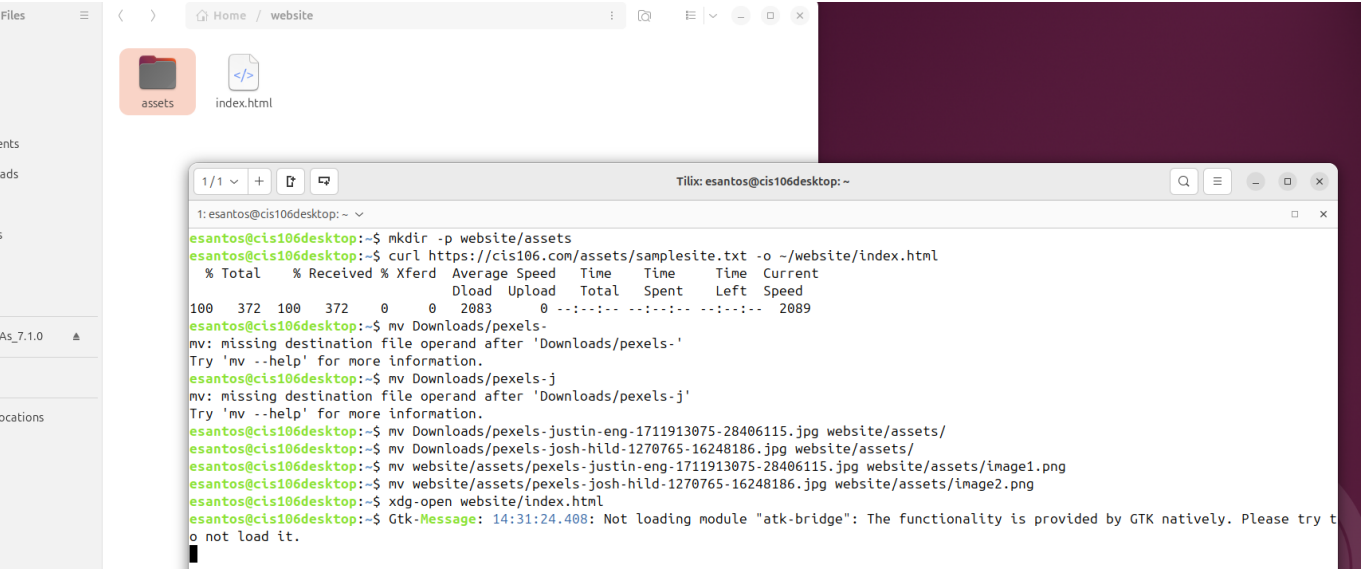 Files
Home / website
assets
index.html
ents
ads
s
As_7.1.0
ocations
1 / 1
Tilix: esantos@cis106desktop: ~
1: esantos@cis106desktop: ~
esantos@cis106desktop:~$ mkdir -p website/assets
esantos@cis106desktop:~$ curl https://cis106.com/assets/samplesite.txt -o ~/website/index.html
% Total % Received % Xferd Average Speed Time Time Time Current
Dload Upload Total Spent Left Speed
100 372 100 372 0 0 2083 0 --:--:-- --:--:-- --:--:-- 2089
esantos@cis106desktop:~$ mv Downloads/pexels-
mv: missing destination file operand after 'Downloads/pexels-'
Try 'mv --help' for more information.
esantos@cis106desktop:~$ mv Downloads/pexels-j
mv: missing destination file operand after 'Downloads/pexels-j'
Try 'mv --help' for more information.
esantos@cis106desktop:~$ mv Downloads/pexels-justin-eng-1711913075-28406115.jpg website/assets/
esantos@cis106desktop:~$ mv Downloads/pexels-josh-hild-1270765-16248186.jpg website/assets/
esantos@cis106desktop:~$ mv website/assets/pexels-justin-eng-1711913075-28406115.jpg website/assets/image1.png
esantos@cis106desktop:~$ mv website/assets/pexels-josh-hild-1270765-16248186.jpg website/assets/image2.png
esantos@cis106desktop:~$ xdg-open website/index.html
esantos@cis106desktop:~$ Gtk-Message: 14:31:24.408: Not loading module "atk-bridge": The functionality is provided by GTK natively. Please try t
o not load it.